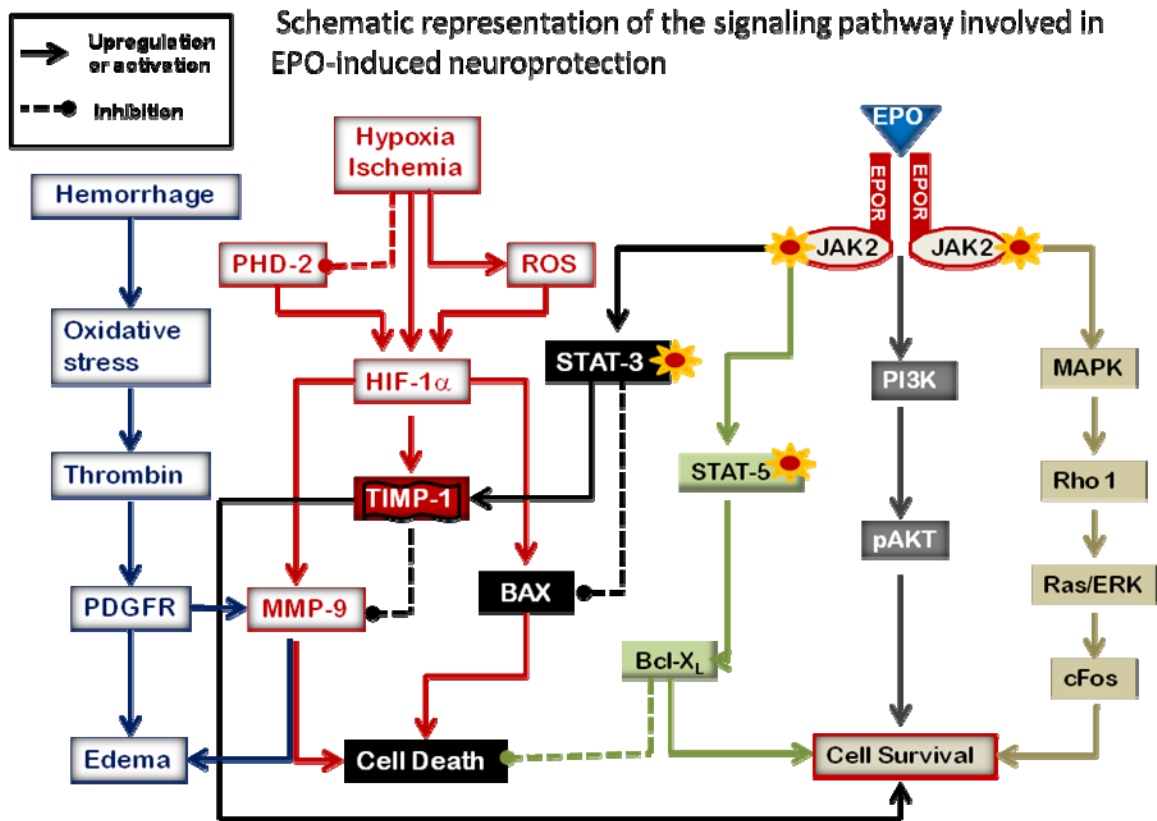 Schematic representation of the signaling pathway involved in
EPO-induced neuroprotection
Upregulation
or activation
Inhibition
Hypoxia
Ischemia
EPO
EPOR
EPOR
Hemorrhage
PHD-2
ROS
JAK2
JAK2
Oxidative
stress
HIF-1α
STAT-3
PI3K
MAPK
Thrombin
TIMP-1
STAT-5
Rho 1
pAKT
PDGFR
MMP-9
BAX
Ras/ERK
Bcl-XL
cFos
Edema
Cell Death
Cell Survival